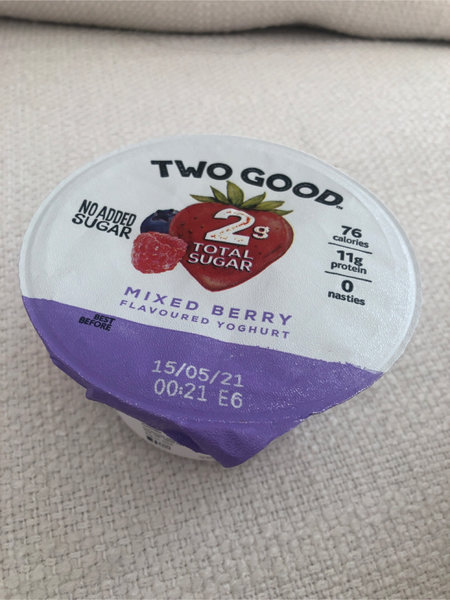 TWO GOOD™
NO ADDED
SUGAR
2g
TOTAL
SUGAR
76
calories
11g
protein
0
nasties
MIXED BERRY
FLAVOURED YOGHURT
BEST
BEFORE:
15/05/21
00:21 E6